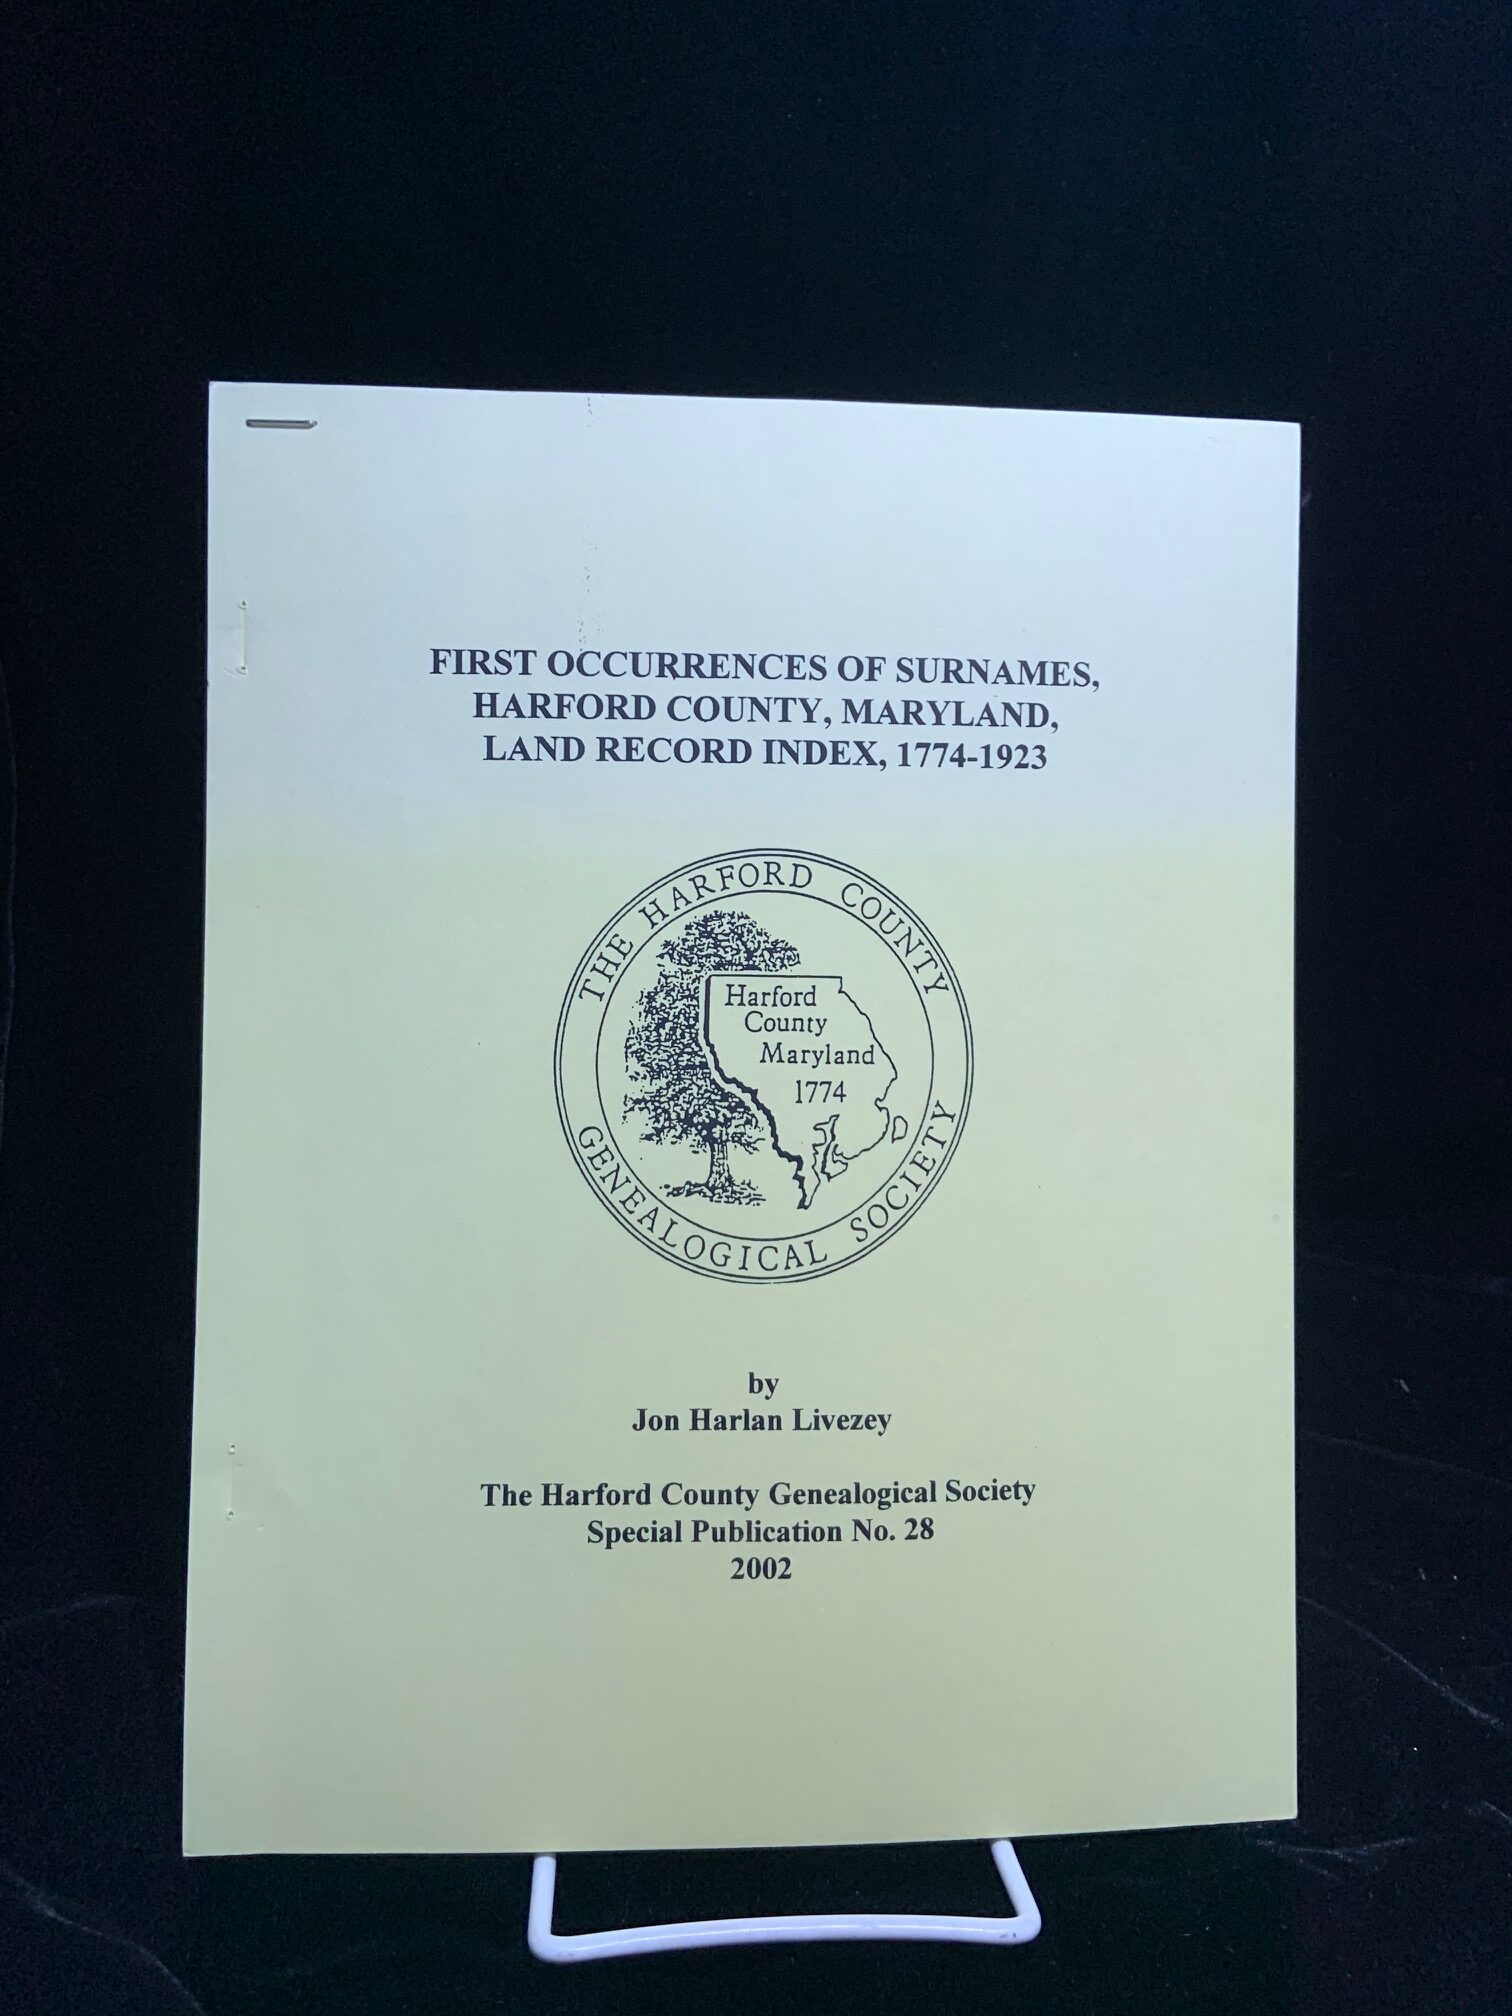 FIRST OCCURRENCES OF SURNAMES,
HARFORD COUNTY, MARYLAND,
LAND RECORD INDEX, 1774-1923
THE HARFORD COUNTY
Harford
County
Maryland
1774
GENEALOGICAL SOCIETY
by
Jon Harlan Livezey
The Harford County Genealogical Society
Special Publication No. 28
2002